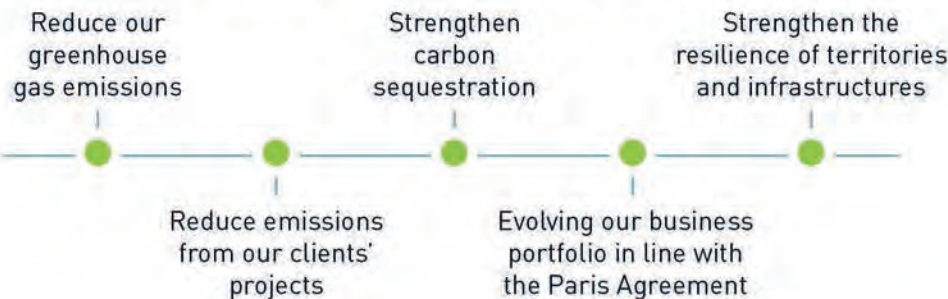 Reduce our
greenhouse
gas emissions
Reduce emissions
from our clients’
projects
Strengthen
carbon
sequestration
Evolving our business
portfolio in line with
the Paris Agreement
Strengthen the
resilience of territories
and infrastructures